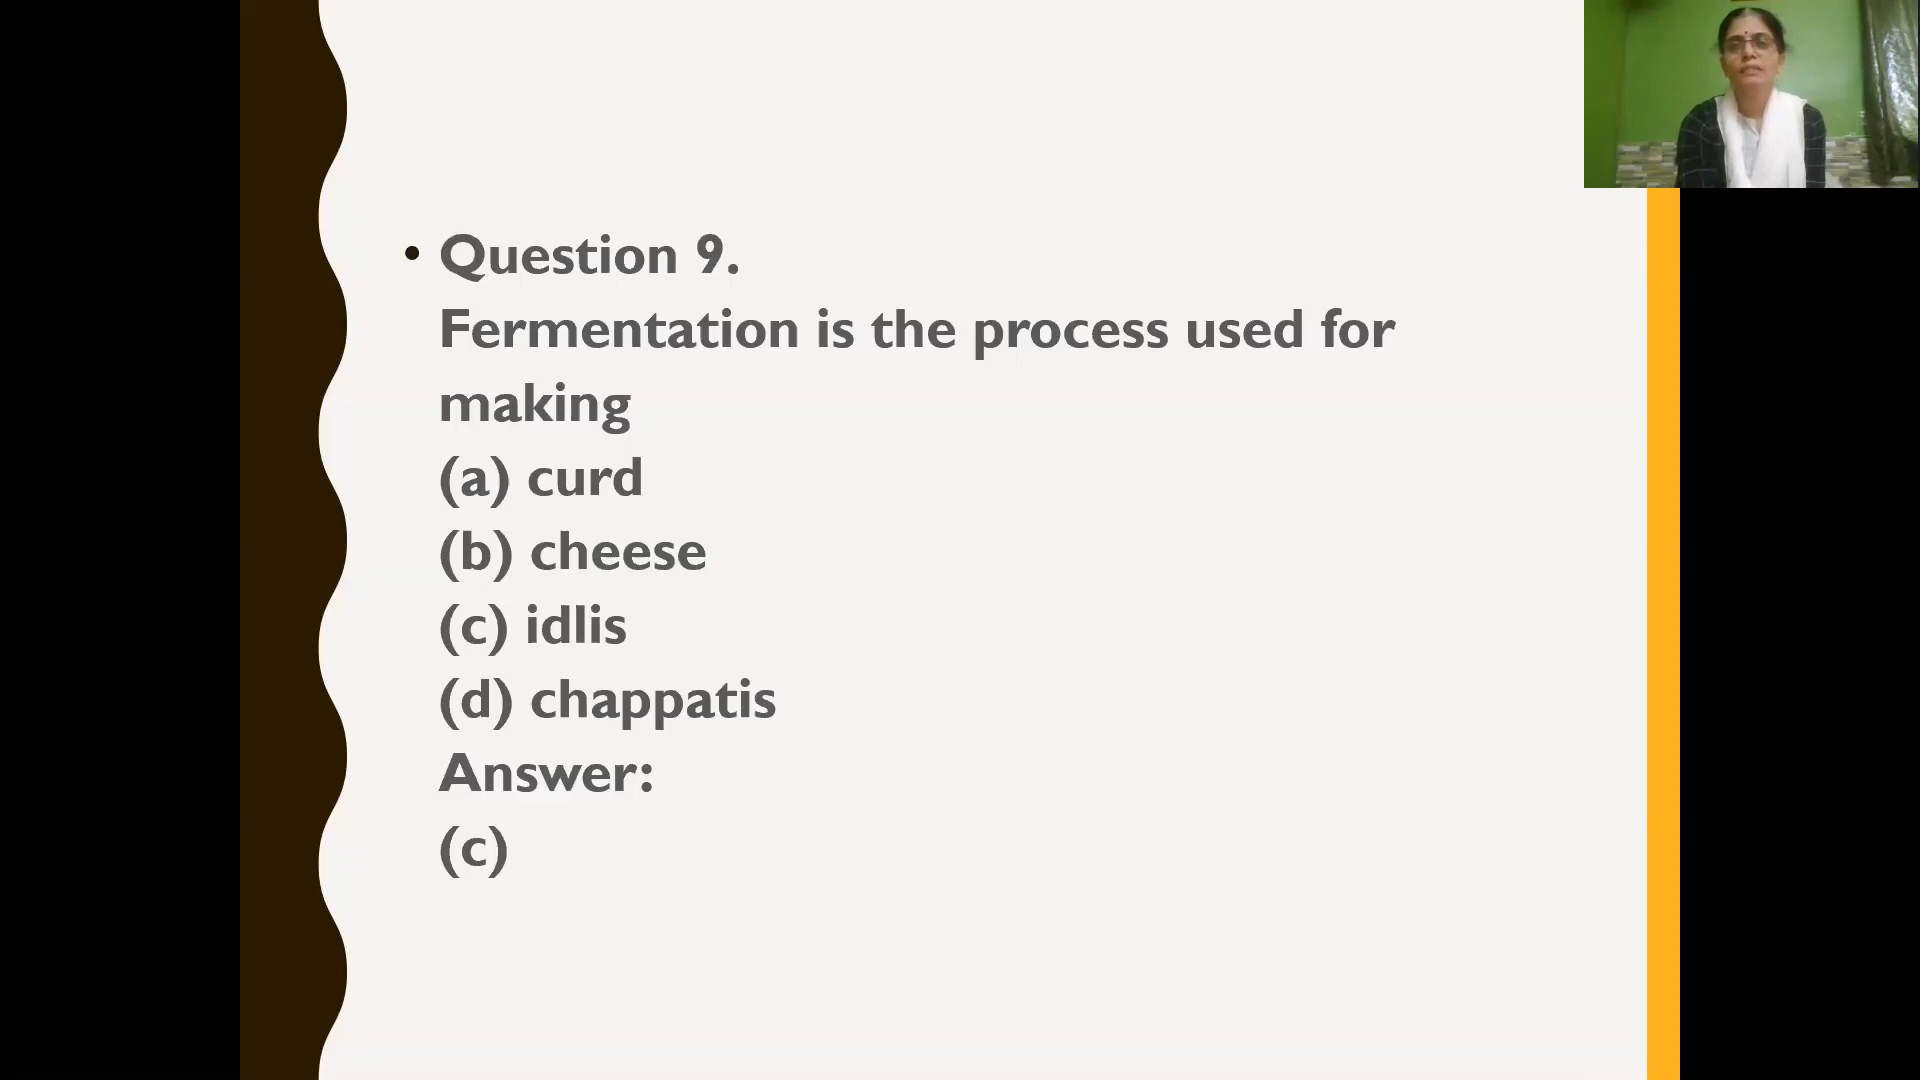 • Question 9.
Fermentation is the process used for
making
(a) curd
(b) cheese
(c) idlis
(d) chappatis
Answer:
(c)